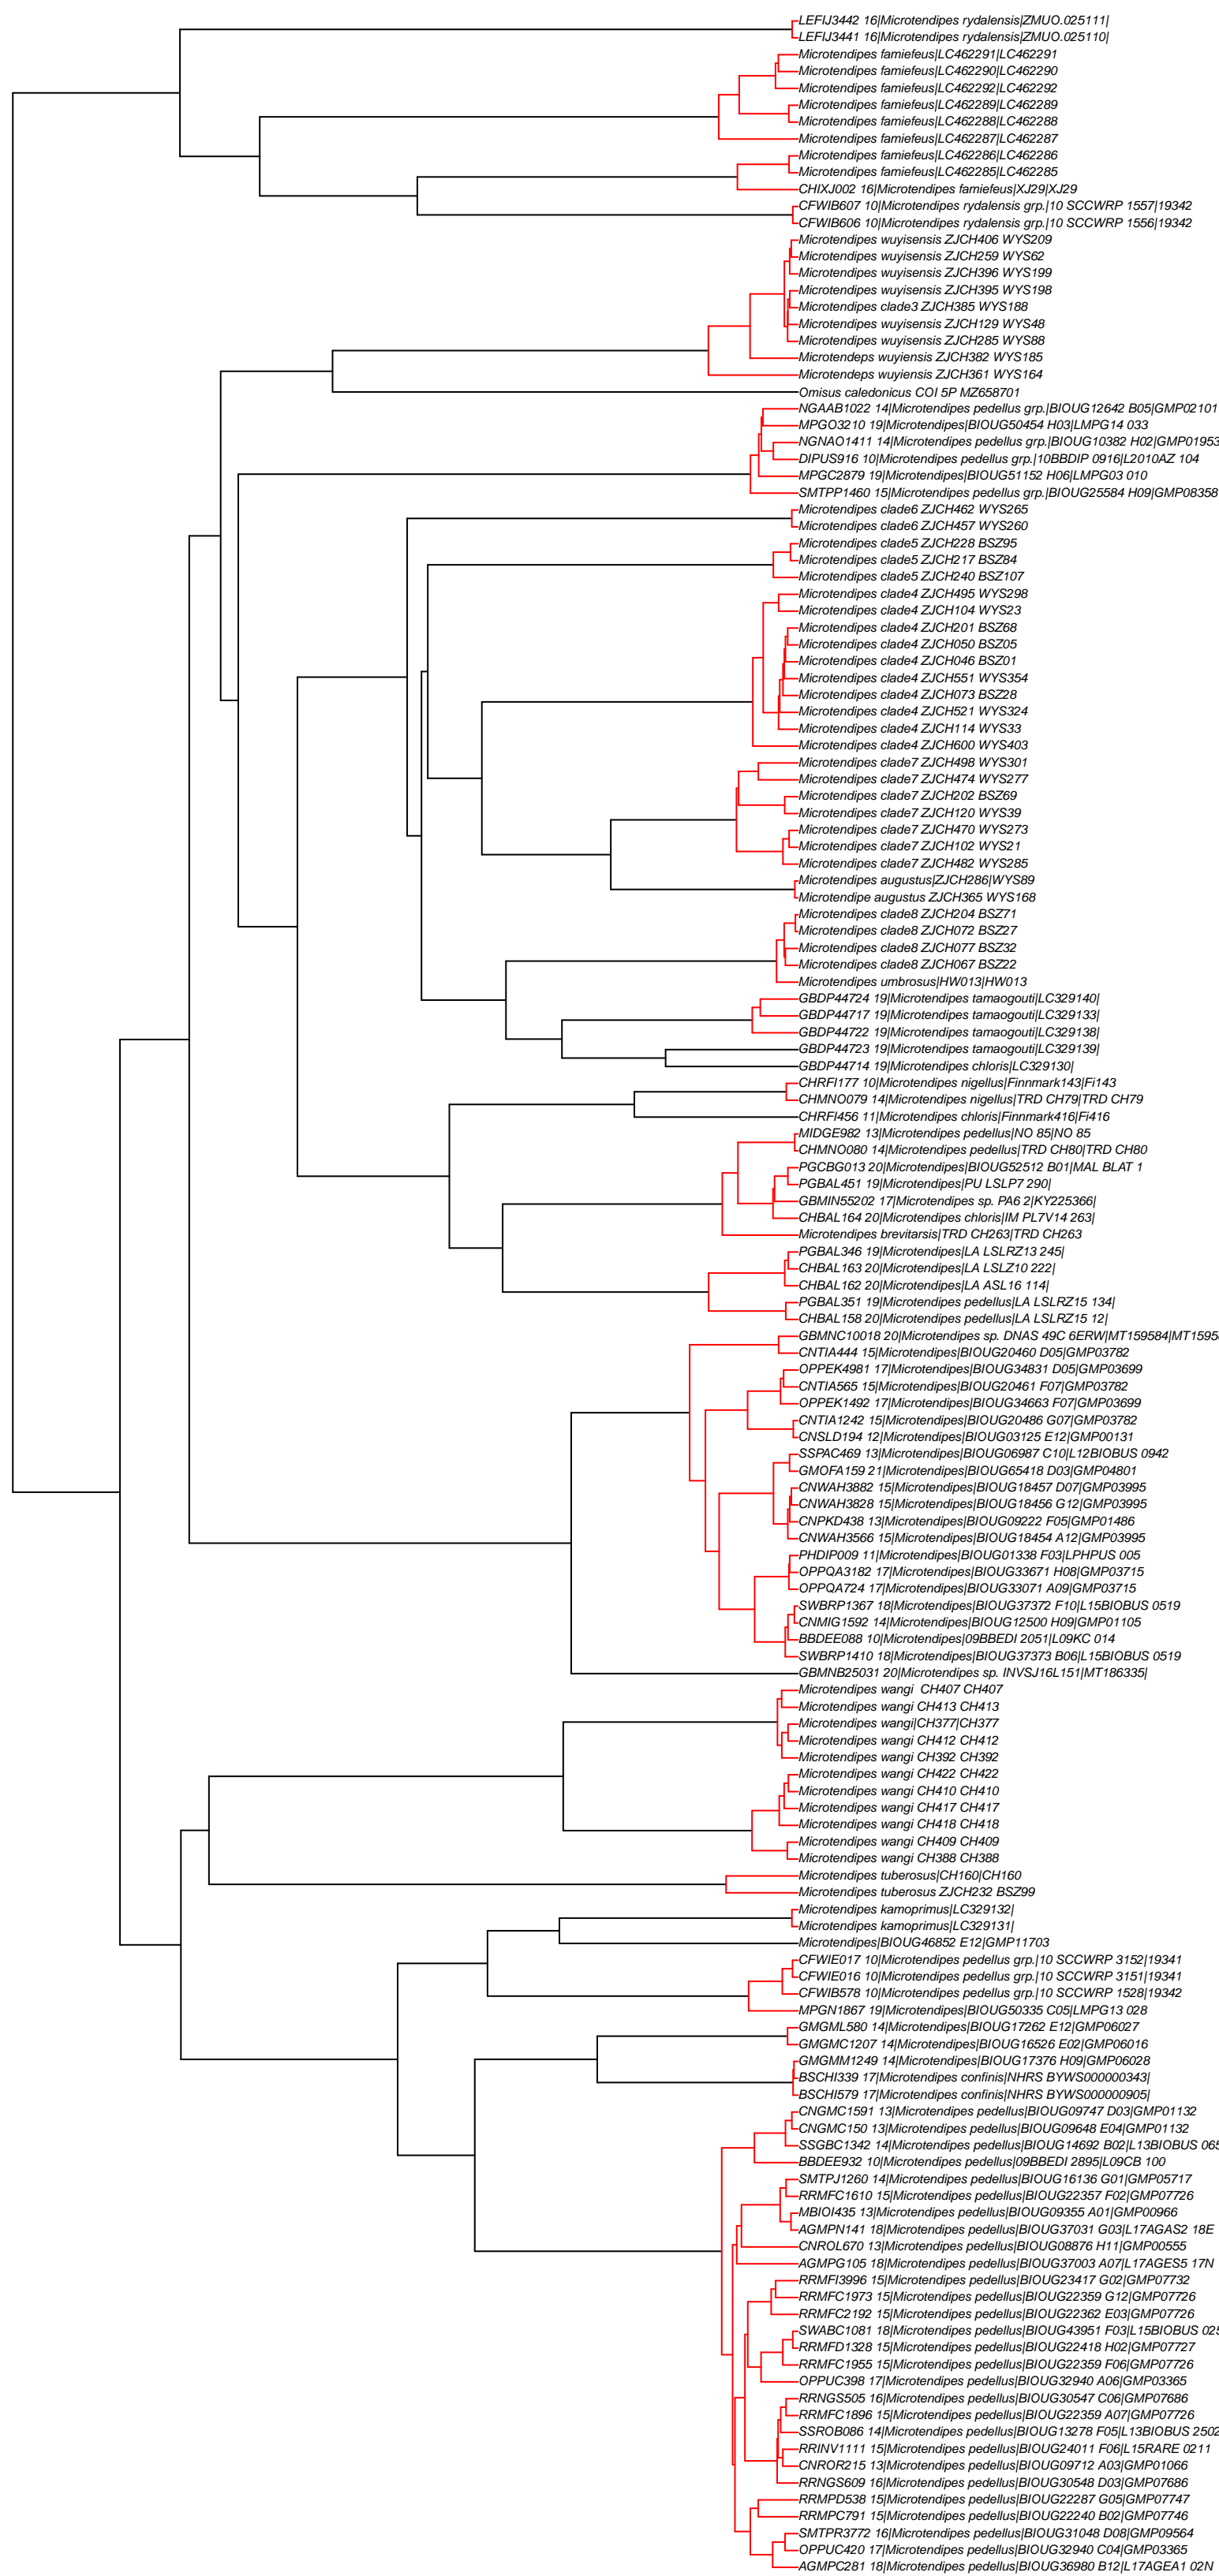 LEFIJ3442 16|Microtendipes rydalensis|ZMUO.025111|
LEFIJ3441 16|Microtendipes rydalensis|ZMUO.025110|
Microtendipes famiefeus|LC462291|LC462291
Microtendipes famiefeus|LC462290|LC462290
Microtendipes famiefeus|LC462292|LC462292
Microtendipes famiefeus|LC462289|LC462289
Microtendipes famiefeus|LC462288|LC462288
Microtendipes famiefeus|LC462287|LC462287
Microtendipes famiefeus|LC462286|LC462286
Microtendipes famiefeus|LC462285|LC462285
CHIXJ002 16|Microtendipes famiefeus|XJ29|XJ29
CFWIB607 10|Microtendipes rydalensis grp.|10 SCCWRP 1557|19342
CFWIB606 10|Microtendipes rydalensis grp.|10 SCCWRP 1556|19342
Microtendipes wuyisensis ZJCH406 WYS209
Microtendipes wuyisensis ZJCH259 WYS62
Microtendipes wuyisensis ZJCH396 WYS199
Microtendipes wuyisensis ZJCH395 WYS198
Microtendipes clade3 ZJCH385 WYS188
Microtendipes wuyisensis ZJCH129 WYS48
Microtendipes wuyisensis ZJCH285 WYS88
Microtendeps wuyiensis ZJCH382 WYS185
Microtendeps wuyiensis ZJCH361 WYS164
Omisus caledonicus COI 5P MZ658701
NGAAB1022 14|Microtendipes pedellus grp.|BIOUG12642 B05|GMP02101
MPGO3210 19|Microtendipes|BIOUG50454 H03|LMPG14 033
NGNAO1411 14|Microtendipes pedellus grp.|BIOUG10382 H02|GMP01953
DIPUS916 10|Microtendipes pedellus grp.|10BBDIP 0916|L2010AZ 104
MPGC2879 19|Microtendipes|BIOUG51152 H06|LMPG03 010
SMTPP1460 15|Microtendipes pedellus grp.|BIOUG25584 H09|GMP08358
Microtendipes clade6 ZJCH462 WYS265
Microtendipes clade6 ZJCH457 WYS260
Microtendipes clade5 ZJCH228 BSZ95
Microtendipes clade5 ZJCH217 BSZ84
Microtendipes clade5 ZJCH240 BSZ107
Microtendipes clade4 ZJCH495 WYS298
Microtendipes clade4 ZJCH104 WYS23
Microtendipes clade4 ZJCH201 BSZ68
Microtendipes clade4 ZJCH050 BSZ05
Microtendipes clade4 ZJCH046 BSZ01
Microtendipes clade4 ZJCH551 WYS354
Microtendipes clade4 ZJCH073 BSZ28
Microtendipes clade4 ZJCH521 WYS324
Microtendipes clade4 ZJCH114 WYS33
Microtendipes clade4 ZJCH600 WYS403
Microtendipes clade7 ZJCH498 WYS301
Microtendipes clade7 ZJCH474 WYS277
Microtendipes clade7 ZJCH202 BSZ69
Microtendipes clade7 ZJCH120 WYS39
Microtendipes clade7 ZJCH470 WYS273
Microtendipes clade7 ZJCH102 WYS21
Microtendipes clade7 ZJCH482 WYS285
Microtendipes augustus|ZJCH286|WYS89
Microtendipe augustus ZJCH365 WYS168
Microtendipes clade8 ZJCH204 BSZ71
Microtendipes clade8 ZJCH072 BSZ27
Microtendipes clade8 ZJCH077 BSZ32
Microtendipes clade8 ZJCH067 BSZ22
Microtendipes umbrosus|HW013|HW013
GBDP44724 19|Microtendipes tamaogouti|LC329140|
GBDP44717 19|Microtendipes tamaogouti|LC329133|
GBDP44722 19|Microtendipes tamaogouti|LC329138|
GBDP44723 19|Microtendipes tamaogouti|LC329139|
GBDP44714 19|Microtendipes chloris|LC329130|
CHRFI177 10|Microtendipes nigellus|Finnmark143|Fi143
CHMNO079 14|Microtendipes nigellus|TRD CH79|TRD CH79
CHRFI456 11|Microtendipes chloris|Finnmark416|Fi416
MIDGE982 13|Microtendipes pedellus|NO 85|NO 85
CHMNO080 14|Microtendipes pedellus|TRD CH80|TRD CH80
PGCBG013 20|Microtendipes|BIOUG52512 B01|MAL BLAT 1
PGBAL451 19|Microtendipes|PU LSLP7 290|
GBMIN55202 17|Microtendipes sp. PA6 2|KY225366|
CHBAL164 20|Microtendipes chloris|IM PL7V14 263|
Microtendipes brevitarsis|TRD CH263|TRD CH263
PGBAL346 19|Microtendipes|LA LSLRZ13 245|
CHBAL163 20|Microtendipes|LA LSLZ10 222|
CHBAL162 20|Microtendipes|LA ASL16 114|
PGBAL351 19|Microtendipes pedellus|LA LSLRZ15 134|
CHBAL158 20|Microtendipes pedellus|LA LSLRZ15 12|
GBMNC10018 20|Microtendipes sp. DNAS 49C 6ERW|MT159584|MT1595
CNTIA444 15|Microtendipes|BIOUG20460 D05|GMP03782
OPPEK4981 17|Microtendipes|BIOUG34831 D05|GMP03699
CNTIA565 15|Microtendipes|BIOUG20461 F07|GMP03782
OPPEK1492 17|Microtendipes|BIOUG34663 F07|GMP03699
CNTIA1242 15|Microtendipes|BIOUG20486 G07|GMP03782
CNSLD194 12|Microtendipes|BIOUG03125 E12|GMP00131
SSPAC469 13|Microtendipes|BIOUG06987 C10|L12BIOBUS 0942
GMOFA159 21|Microtendipes|BIOUG65418 D03|GMP04801
CNWAH3882 15|Microtendipes|BIOUG18457 D07|GMP03995
CNWAH3828 15|Microtendipes|BIOUG18456 G12|GMP03995
CNPKD438 13|Microtendipes|BIOUG09222 F05|GMP01486
CNWAH3566 15|Microtendipes|BIOUG18454 A12|GMP03995
PHDIP009 11|Microtendipes|BIOUG01338 F03|LPHPUS 005
OPPQA3182 17|Microtendipes|BIOUG33671 H08|GMP03715
OPPQA724 17|Microtendipes|BIOUG33071 A09|GMP03715
SWBRP1367 18|Microtendipes|BIOUG37372 F10|L15BIOBUS 0519
CNMIG1592 14|Microtendipes|BIOUG12500 H09|GMP01105
BBDEE088 10|Microtendipes|09BBEDI 2051|L09KC 014
SWBRP1410 18|Microtendipes|BIOUG37373 B06|L15BIOBUS 0519
GBMNB25031 20|Microtendipes sp. INVSJ16L151|MT186335|
Microtendipes wangi  CH407 CH407
Microtendipes wangi CH413 CH413
Microtendipes wangi|CH377|CH377
Microtendipes wangi CH412 CH412
Microtendipes wangi CH392 CH392
Microtendipes wangi CH422 CH422
Microtendipes wangi CH410 CH410
Microtendipes wangi CH417 CH417
Microtendipes wangi CH418 CH418
Microtendipes wangi CH409 CH409
Microtendipes wangi CH388 CH388
Microtendipes tuberosus|CH160|CH160
Microtendipes tuberosus ZJCH232 BSZ99
Microtendipes kamoprimus|LC329132|
Microtendipes kamoprimus|LC329131|
Microtendipes|BIOUG46852 E12|GMP11703
CFWIE017 10|Microtendipes pedellus grp.|10 SCCWRP 3152|19341
CFWIE016 10|Microtendipes pedellus grp.|10 SCCWRP 3151|19341
CFWIB578 10|Microtendipes pedellus grp.|10 SCCWRP 1528|19342
MPGN1867 19|Microtendipes|BIOUG50335 C05|LMPG13 028
GMGML580 14|Microtendipes|BIOUG17262 E12|GMP06027
GMGMC1207 14|Microtendipes|BIOUG16526 E02|GMP06016
GMGMM1249 14|Microtendipes|BIOUG17376 H09|GMP06028
BSCHI339 17|Microtendipes confinis|NHRS BYWS000000343|
BSCHI579 17|Microtendipes confinis|NHRS BYWS000000905|
CNGMC1591 13|Microtendipes pedellus|BIOUG09747 D03|GMP01132
CNGMC150 13|Microtendipes pedellus|BIOUG09648 E04|GMP01132
SSGBC1342 14|Microtendipes pedellus|BIOUG14692 B02|L13BIOBUS 065
BBDEE932 10|Microtendipes pedellus|09BBEDI 2895|L09CB 100
SMTPJ1260 14|Microtendipes pedellus|BIOUG16136 G01|GMP05717
RRMFC1610 15|Microtendipes pedellus|BIOUG22357 F02|GMP07726
MBIOI435 13|Microtendipes pedellus|BIOUG09355 A01|GMP00966
AGMPN141 18|Microtendipes pedellus|BIOUG37031 G03|L17AGAS2 18E
CNROL670 13|Microtendipes pedellus|BIOUG08876 H11|GMP00555
AGMPG105 18|Microtendipes pedellus|BIOUG37003 A07|L17AGES5 17N
RRMFI3996 15|Microtendipes pedellus|BIOUG23417 G02|GMP07732
RRMFC1973 15|Microtendipes pedellus|BIOUG22359 G12|GMP07726
RRMFC2192 15|Microtendipes pedellus|BIOUG22362 E03|GMP07726
SWABC1081 18|Microtendipes pedellus|BIOUG43951 F03|L15BIOBUS 025
RRMFD1328 15|Microtendipes pedellus|BIOUG22418 H02|GMP07727
RRMFC1955 15|Microtendipes pedellus|BIOUG22359 F06|GMP07726
OPPUC398 17|Microtendipes pedellus|BIOUG32940 A06|GMP03365
RRNGS505 16|Microtendipes pedellus|BIOUG30547 C06|GMP07686
RRMFC1896 15|Microtendipes pedellus|BIOUG22359 A07|GMP07726
SSROB086 14|Microtendipes pedellus|BIOUG13278 F05|L13BIOBUS 2502
RRINV1111 15|Microtendipes pedellus|BIOUG24011 F06|L15RARE 0211
CNROR215 13|Microtendipes pedellus|BIOUG09712 A03|GMP01066
RRNGS609 16|Microtendipes pedellus|BIOUG30548 D03|GMP07686
RRMPD538 15|Microtendipes pedellus|BIOUG22287 G05|GMP07747
RRMPC791 15|Microtendipes pedellus|BIOUG22240 B02|GMP07746
SMTPR3772 16|Microtendipes pedellus|BIOUG31048 D08|GMP09564
OPPUC420 17|Microtendipes pedellus|BIOUG32940 C04|GMP03365
AGMPC281 18|Microtendipes pedellus|BIOUG36980 B12|L17AGEA1 02N